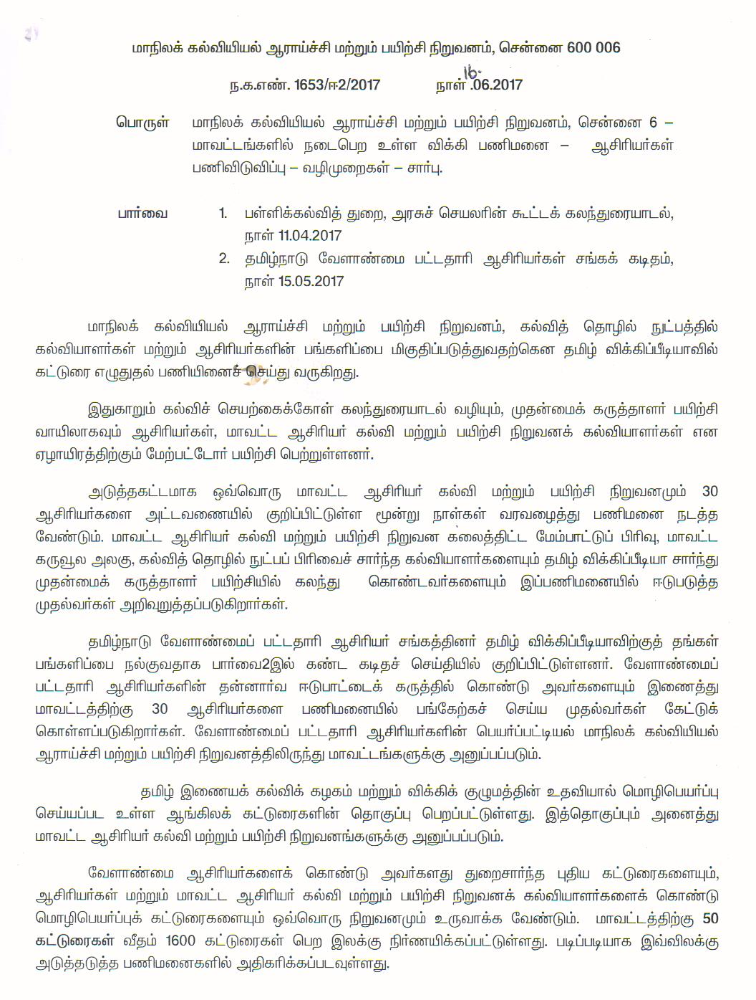 மாநிலக் கல்வியியல் ஆராய்ச்சி மற்றும் பயிற்சி நிறுவனம், சென்னை 600 006
ந.க.எண். 1653/ஈ2/2017 நாள் 16.06.2017
பொருள் மாநிலக் கல்வியியல் ஆராய்ச்சி மற்றும் பயிற்சி நிறுவனம், சென்னை 6 –
மாவட்டங்களில் நடைபெற உள்ள விக்கி பணிமனை – ஆசிரியர்கள்
பணிவிடுவிப்பு – வழிமுறைகள் – சார்பு.
பார்வை 1. பள்ளிக்கல்வித் துறை, அரசுச் செயலரின் கூட்டக் கலந்துரையாடல்,
நாள் 11.04.2017
2. தமிழ்நாடு வேளாண்மை பட்டதாரி ஆசிரியர்கள் சங்கக் கடிதம்,
நாள் 15.05.2017
மாநிலக் கல்வியியல் ஆராய்ச்சி மற்றும் பயிற்சி நிறுவனம், கல்வித் தொழில் நுட்பத்தில்
கல்வியாளர்கள் மற்றும் ஆசிரியர்களின் பங்களிப்பை மிகுதிப்படுத்துவதற்கென தமிழ் விக்கிப்பீடியாவில்
கட்டுரை எழுதுதல் பணியினைச் செய்து வருகிறது.
இதுகாறும் கல்விச் செயற்கைக்கோள் கலந்துரையாடல் வழியும், முதன்மைக் கருத்தாளர் பயிற்சி
வாயிலாகவும் ஆசிரியர்கள், மாவட்ட ஆசிரியர் கல்வி மற்றும் பயிற்சி நிறுவனக் கல்வியாளர்கள் என
ஏழாயிரத்திற்கும் மேற்பட்டோர் பயிற்சி பெற்றுள்ளனர்.
அடுத்தகட்டமாக ஒவ்வொரு மாவட்ட ஆசிரியர் கல்வி மற்றும் பயிற்சி நிறுவனமும் 30
ஆசிரியர்களை அட்டவணையில் குறிப்பிட்டுள்ள மூன்று நாள்கள் வரவழைத்து பணிமனை நடத்த
வேண்டும். மாவட்ட ஆசிரியர் கல்வி மற்றும் பயிற்சி நிறுவன கலைத்திட்ட மேம்பாட்டுப் பிரிவு, மாவட்ட
கருவூல அலகு, கல்வித் தொழில் நுட்பப் பிரிவைச் சார்ந்த கல்வியாளர்களையும் தமிழ் விக்கிப்பீடியா சார்ந்து
முதன்மைக் கருத்தாளர் பயிற்சியில் கலந்து கொண்டவர்களையும் இப்பணிமனையில் ஈடுபடுத்த
முதல்வர்கள் அறிவுறுத்தப்படுகிறார்கள்.
தமிழ்நாடு வேளாண்மைப் பட்டதாரி ஆசிரியர் சங்கத்தினர் தமிழ் விக்கிப்பீடியாவிற்குத் தங்கள்
பங்களிப்பை நல்குவதாக பார்வை2இல் கண்ட கடிதச் செய்தியில் குறிப்பிட்டுள்ளனர். வேளாண்மைப்
பட்டதாரி ஆசிரியர்களின் தன்னார்வ ஈடுபாட்டைக் கருத்தில் கொண்டு அவர்களையும் இணைத்து
மாவட்டத்திற்கு 30 ஆசிரியர்களை பணிமனையில் பங்கேற்கச் செய்ய முதல்வர்கள் கேட்டுக்
கொள்ளப்படுகிறார்கள். வேளாண்மைப் பட்டதாரி ஆசிரியர்களின் பெயர்ப்பட்டியல் மாநிலக் கல்வியியல்
ஆராய்ச்சி மற்றும் பயிற்சி நிறுவனத்திலிருந்து மாவட்டங்களுக்கு அனுப்பப்படும்.
தமிழ் இணையக் கல்விக் கழகம் மற்றும் விக்கிக் குழுமத்தின் உதவியால் மொழிபெயர்ப்பு
செய்யப்பட உள்ள ஆங்கிலக் கட்டுரைகளின் தொகுப்பு பெறப்பட்டுள்ளது. இத்தொகுப்பும் அனைத்து
மாவட்ட ஆசிரியர் கல்வி மற்றும் பயிற்சி நிறுவனங்களுக்கு அனுப்பப்படும்.
வேளாண்மை ஆசிரியர்களைக் கொண்டு அவர்களது துறைசார்ந்த புதிய கட்டுரைகளையும்,
ஆசிரியர்கள் மற்றும் மாவட்ட ஆசிரியர் கல்வி மற்றும் பயிற்சி நிறுவனக் கல்வியாளர்களைக் கொண்டு
மொழிபெயர்ப்புக் கட்டுரைகளையும் ஒவ்வொரு நிறுவனமும் உருவாக்க வேண்டும். மாவட்டத்திற்கு 50
கட்டுரைகள் வீதம் 1600 கட்டுரைகள் பெற இலக்கு நிர்ணயிக்கப்பட்டுள்ளது. படிப்படியாக இவ்விலக்கு
அடுத்தடுத்த பணிமனைகளில் அதிகரிக்கப்படவுள்ளது.